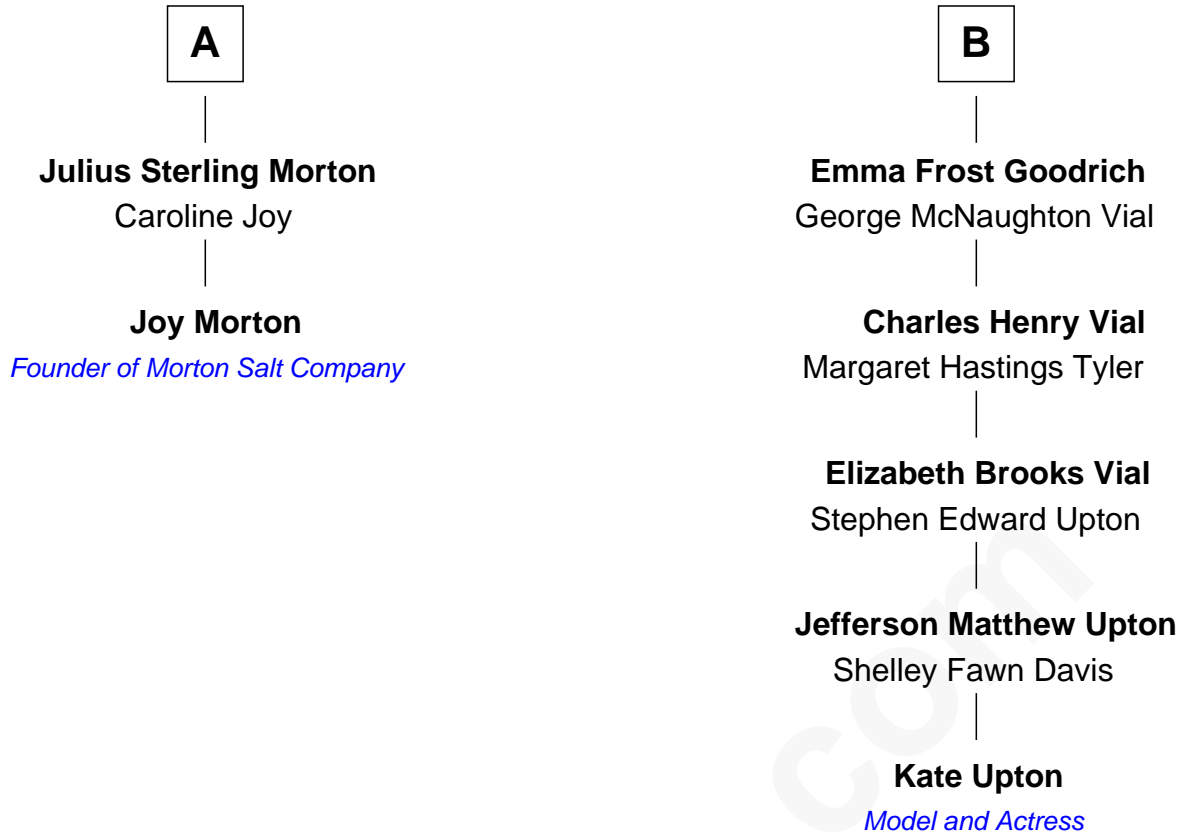 A
Julius Sterling Morton
Caroline Joy
Joy Morton
Founder of Morton Salt Company
B
Emma Frost Goodrich
George McNaughton Vial
Charles Henry Vial
Margaret Hastings Tyler
Elizabeth Brooks Vial
Stephen Edward Upton
Jefferson Matthew Upton
Shelley Fawn Davis
Kate Upton
Model and Actress
com